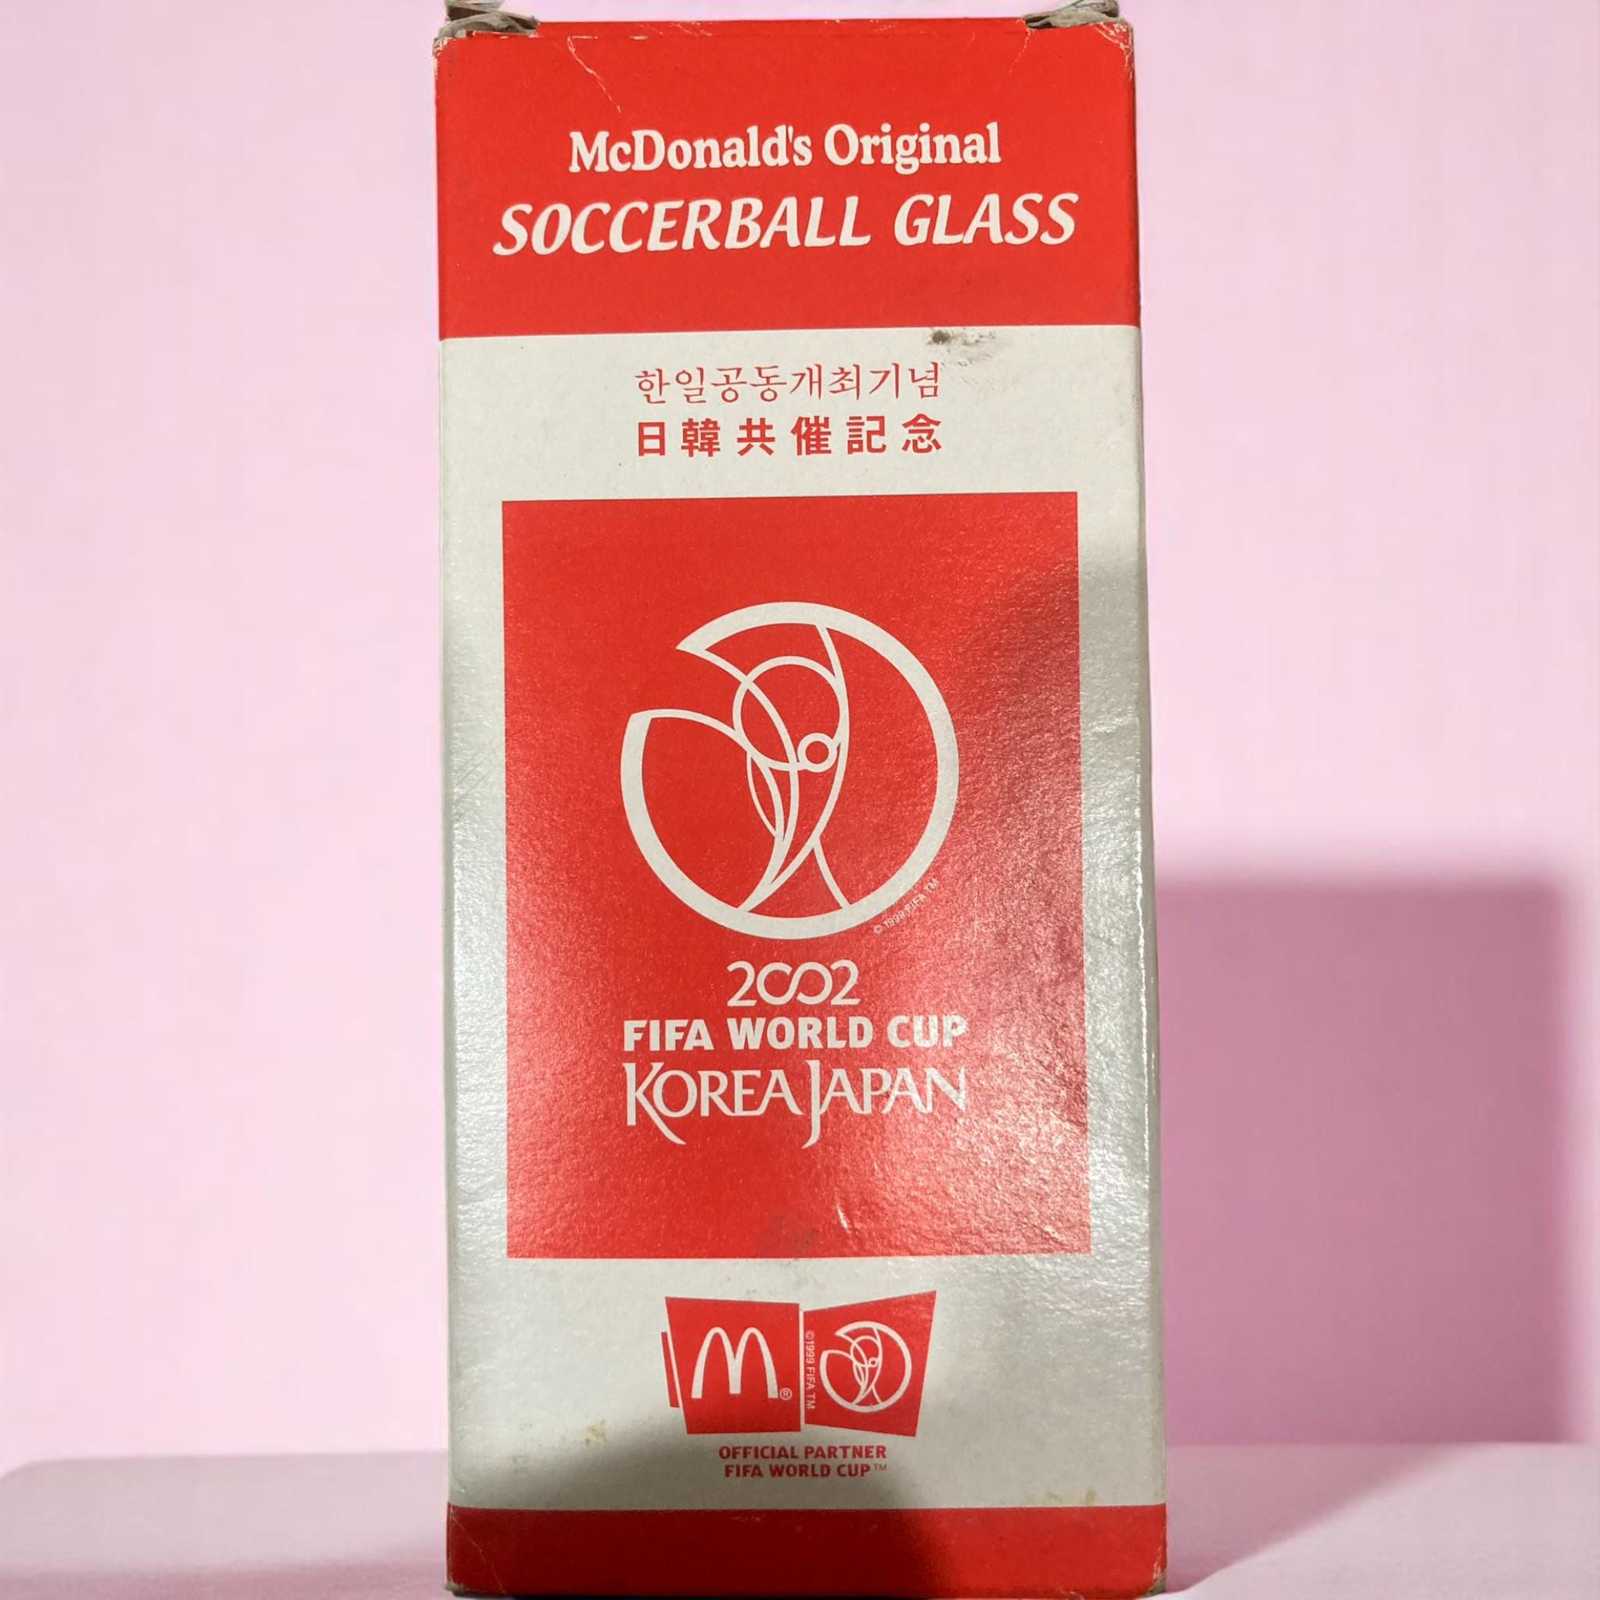 McDonald's Original
SOCCERBALL GLASS
한일공동개최기념
日韓共催記念
© 1999 FIFA TM
2002
FIFA WORLD CUP
KOREA JAPAN
M®
©1999 FIFA TM
OFFICIAL PARTNER
FIFA WORLD CUP™